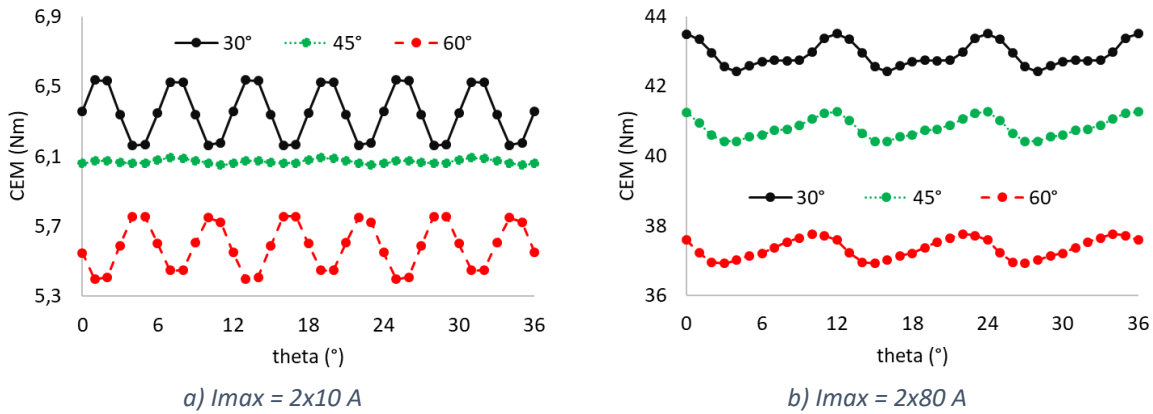 6,9
6,5
6,1
5,7
5,3
CEM (Nm)
30° 45° 60°
0 6 12 18 24 30 36
theta (°)
a) Imax = 2x10 A
44
42
40
38
36
CEM (Nm)
30° 45° 60°
0 6 12 18 24 30 36
theta (°)
b) Imax = 2x80 A